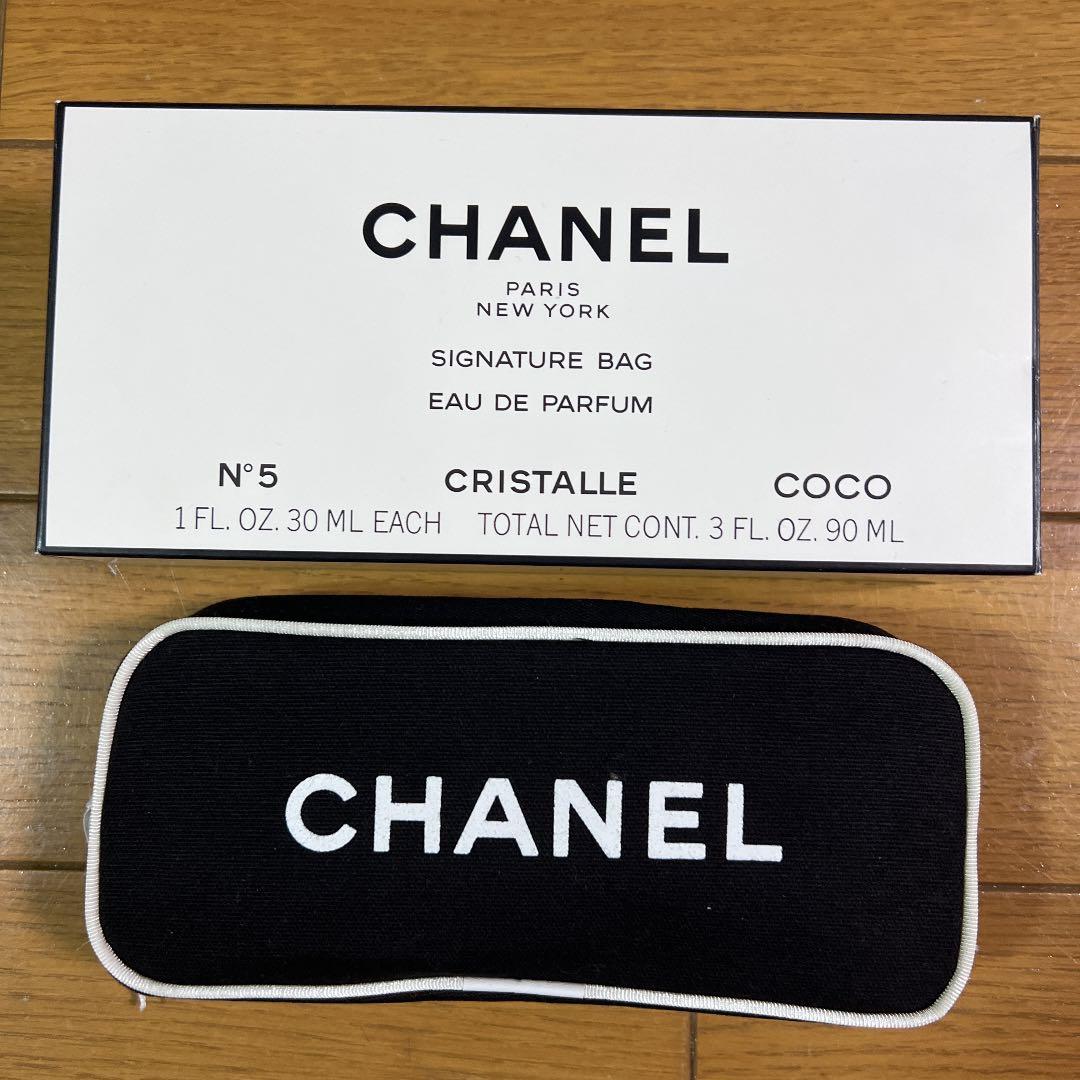 CHANEL
PARIS
NEW YORK
SIGNATURE BAG
EAU DE PARFUM
N°5 CRISTALLE COCO
1 FL. OZ. 30 ML EACH TOTAL NET CONT. 3 FL. OZ. 90 ML
CHANEL